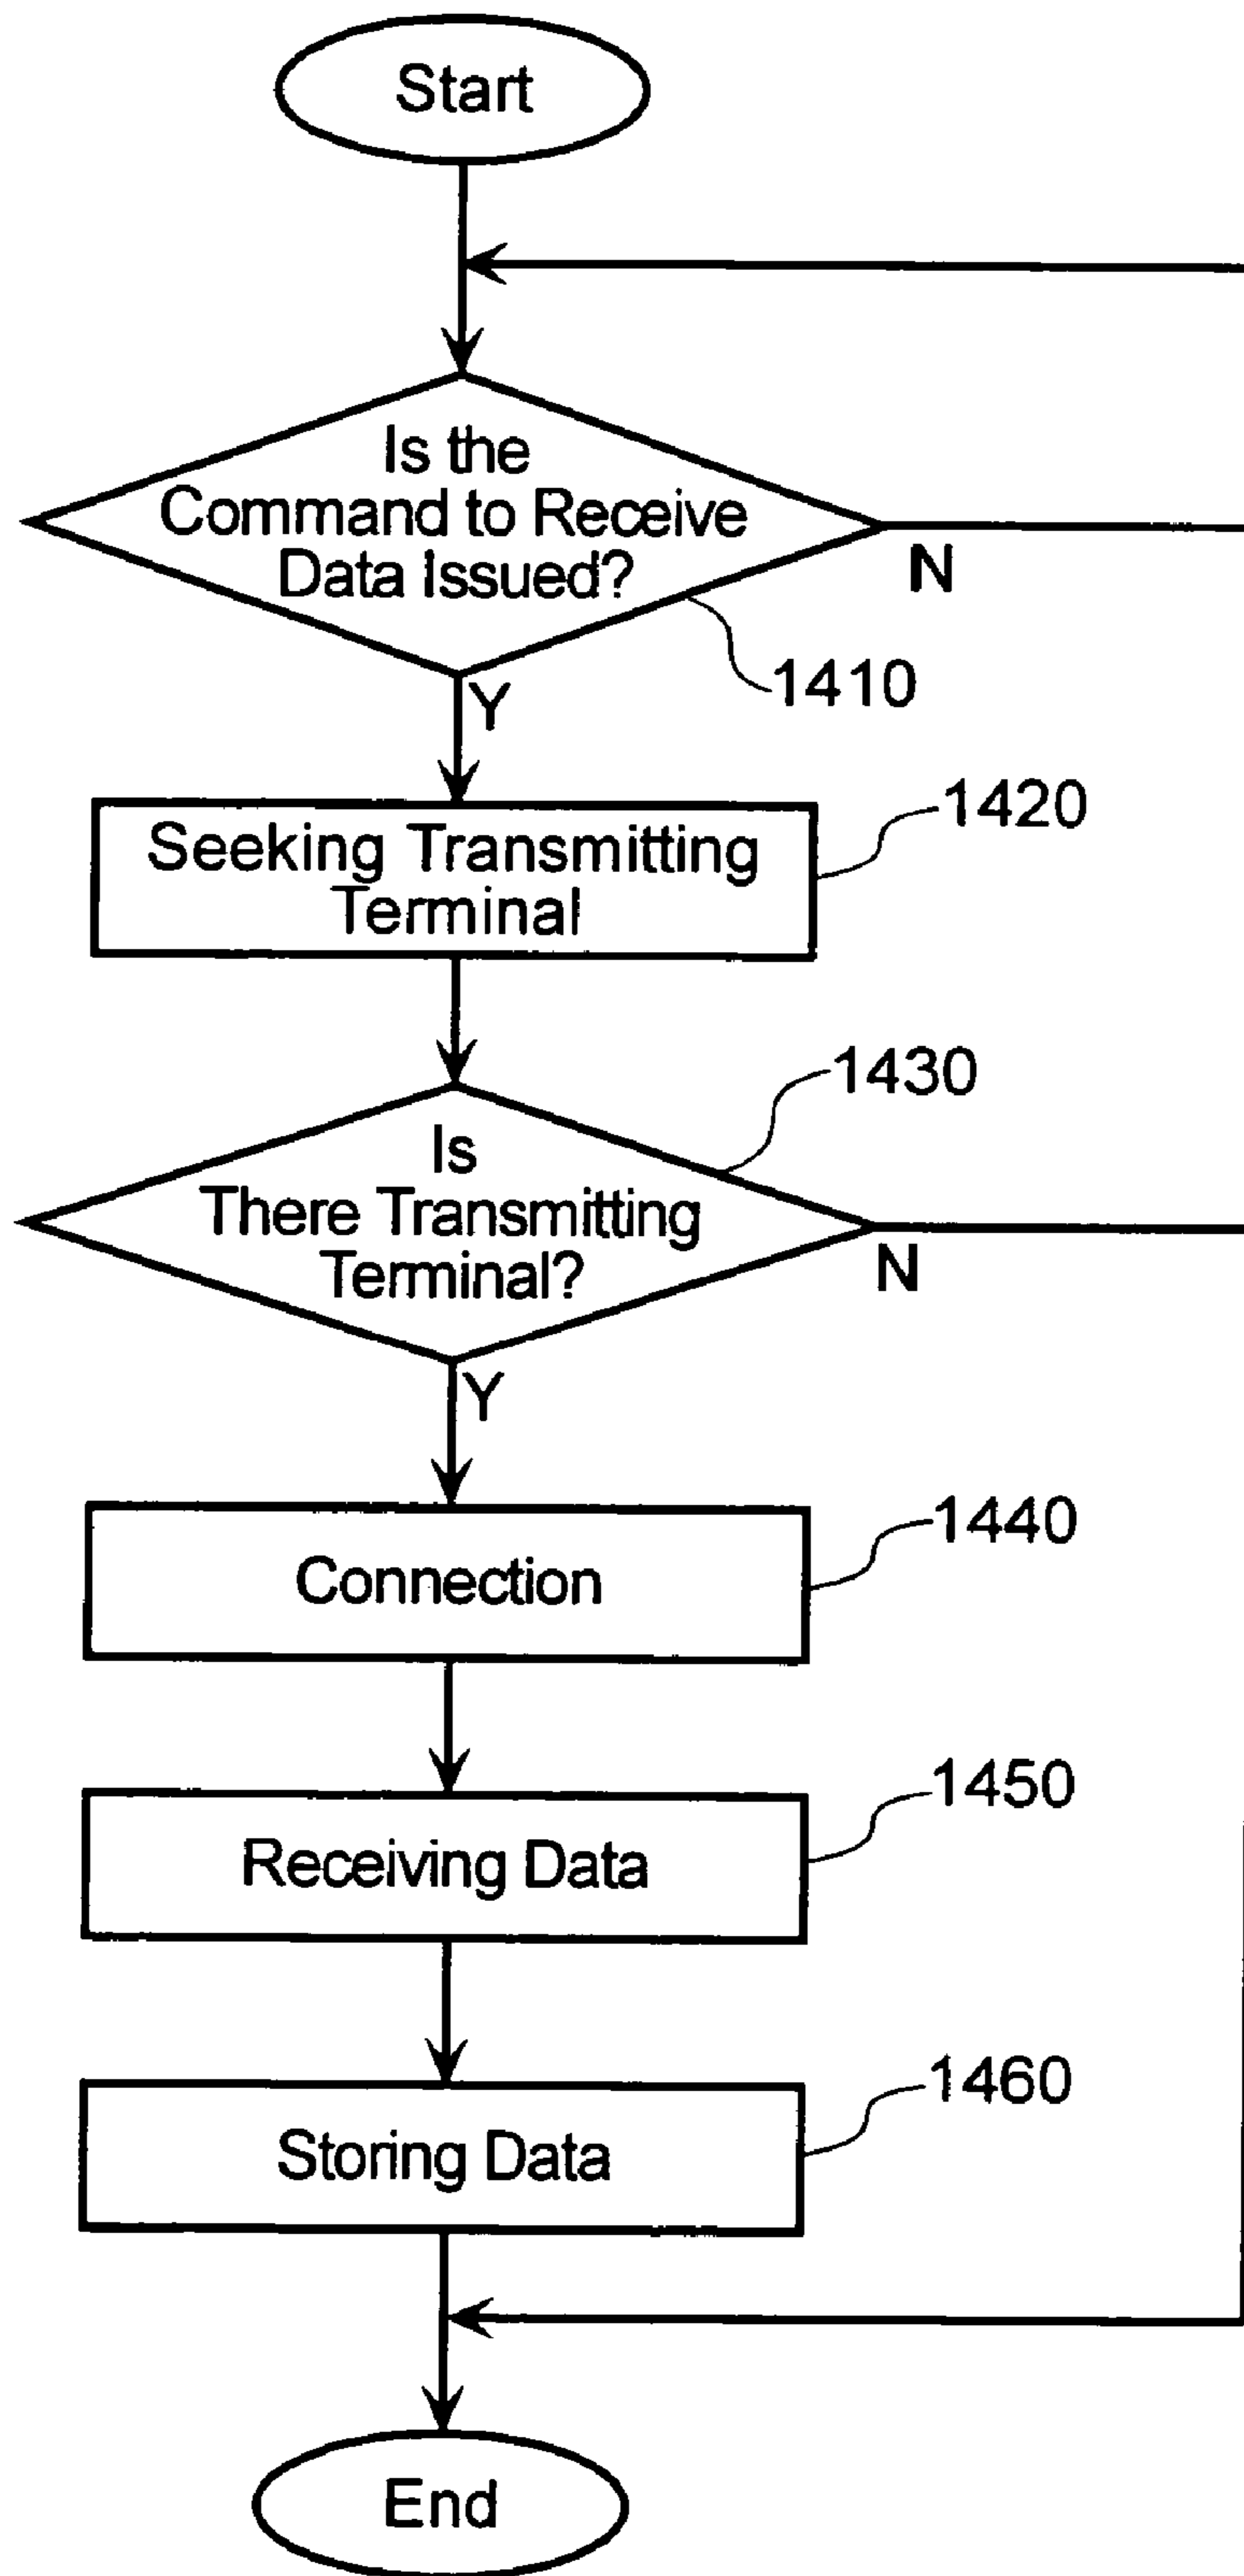 Start
Is the
Command to Receive
Data Issued?
N
1410
Y
1420
Seeking Transmitting
Terminal
1430
Is
There Transmitting
Terminal?
N
Y
1440
Connection
1450
Receiving Data
1460
Storing Data
End